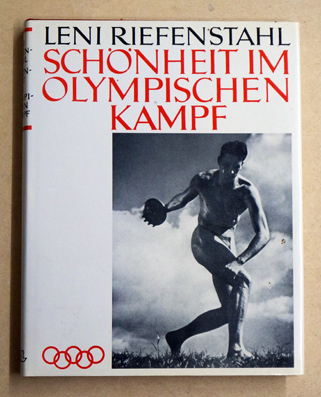 LENI RIEFENSTAHL
SCHÖNHEIT IM
OLYMPISCHEN
KAMPF